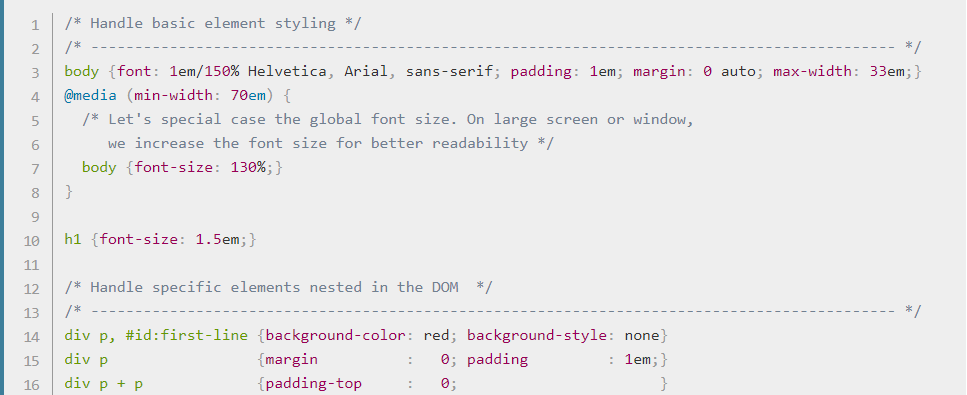 1 /* Handle basic element styling */
2 /* -------------------------------------------------------------------------------------------- */
3 body {font: 1em/150% Helvetica, Arial, sans-serif; padding: 1em; margin: 0 auto; max-width: 33em;}
4 @media (min-width: 70em) {
5   /* Let's special case the global font size. On large screen or window,
6      we increase the font size for better readability */
7   body {font-size: 130%;}
8 }
9
10 h1 {font-size: 1.5em;}
11
12 /* Handle specific elements nested in the DOM  */
13 /* -------------------------------------------------------------------------------------------- */
14 div p, #id:first-line {background-color: red; background-style: none}
15 div p                 {margin          :   0; padding         : 1em;}
16 div p + p             {padding-top     :   0;                       }